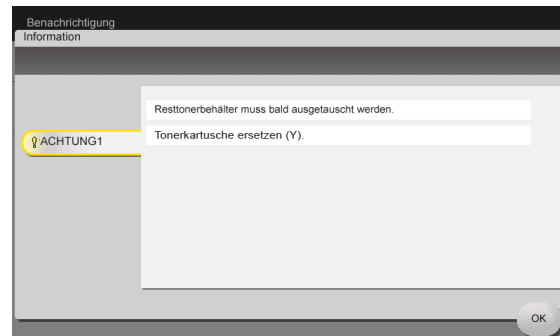 Benachrichtigung
Information
Resttonerbehälter muss bald ausgetauscht werden.
ACHTUNG1
Tonerkartusche ersetzen (Y).
OK